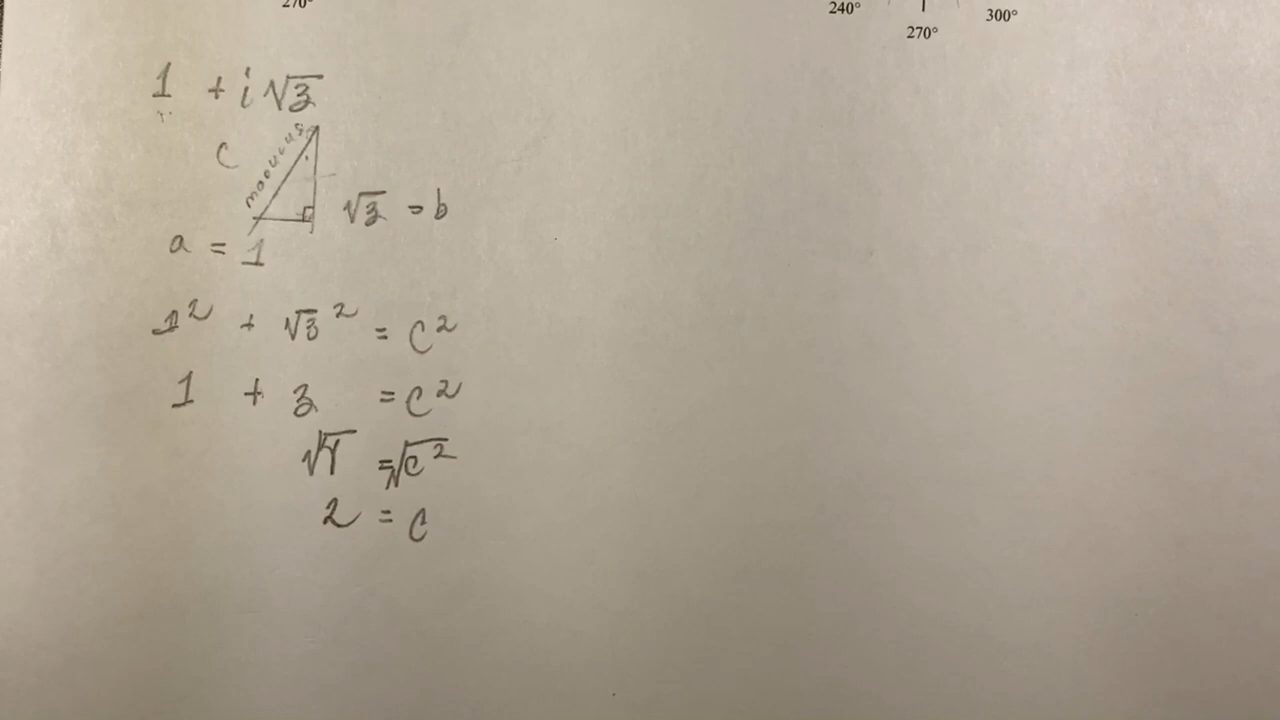 270°
240°
300°
270°
1 + i √3
c
modulus
√3 = b
a = 1
1² + √3² = c²
1 + 3 = c²
√4 = √c²
2 = c